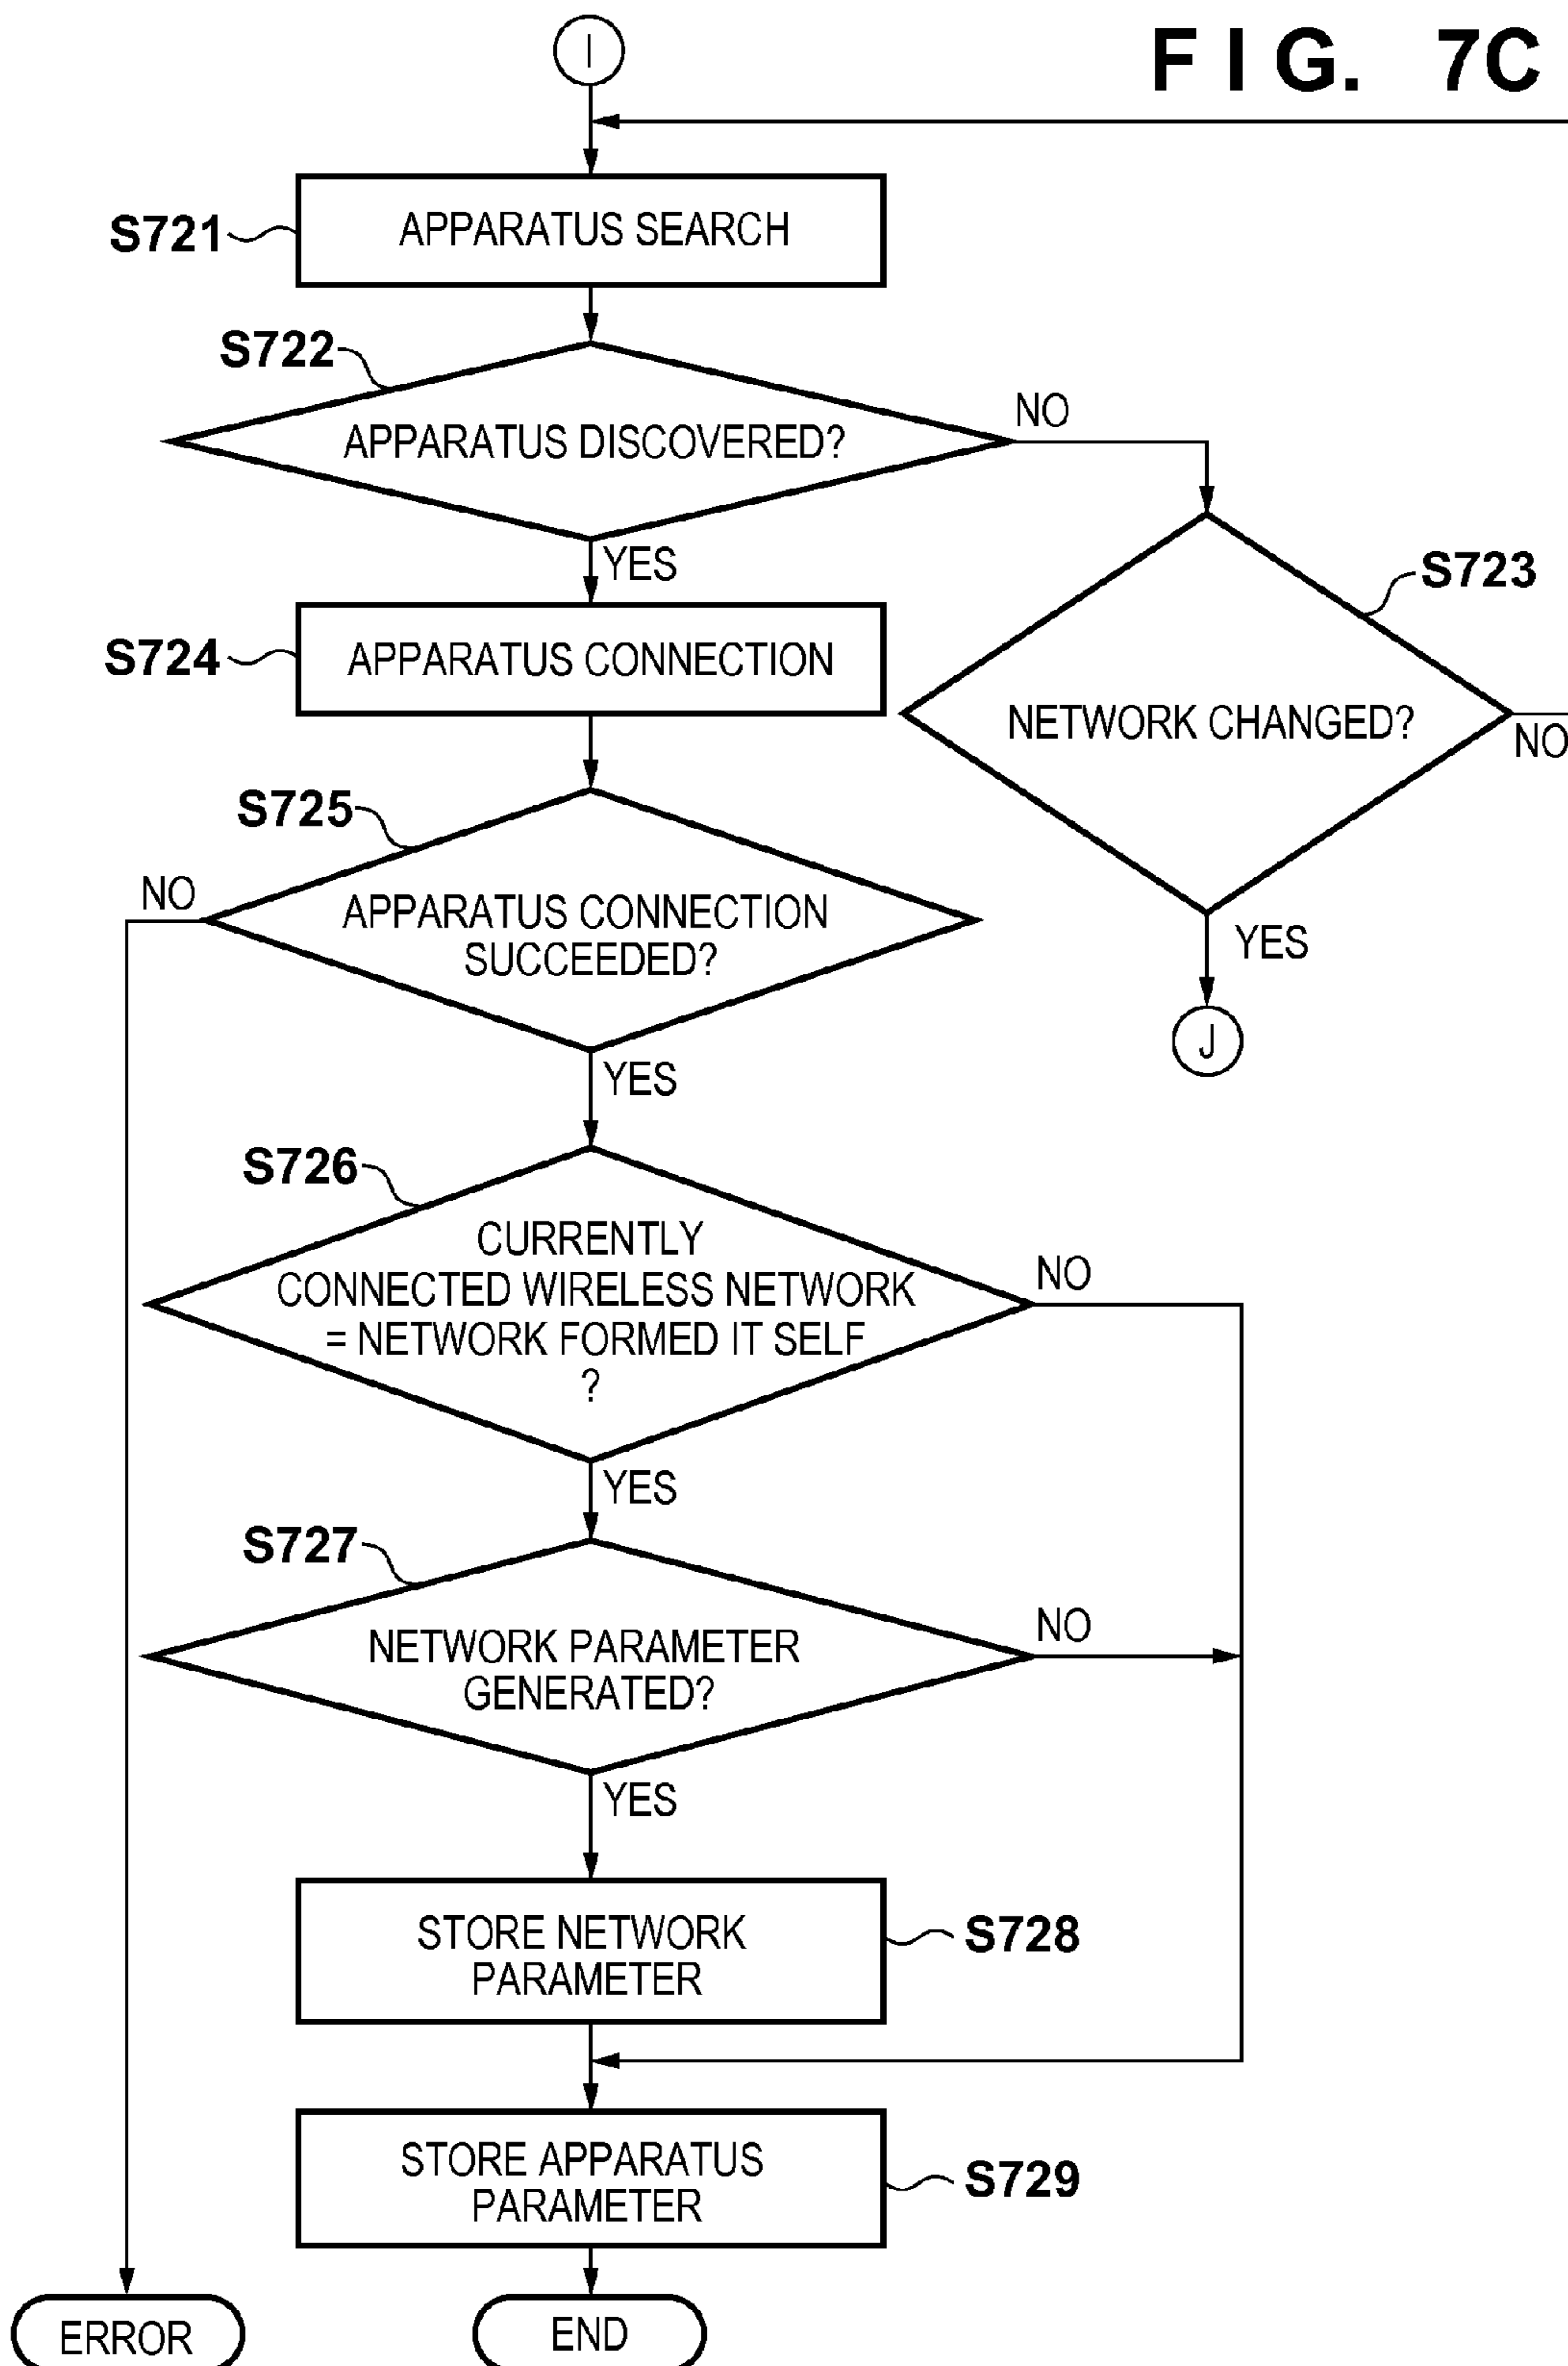 I
FIG. 7C
S721
APPARATUS SEARCH
S722
APPARATUS DISCOVERED?
NO
YES
S723
NETWORK CHANGED?
NO
YES
J
S724
APPARATUS CONNECTION
S725
APPARATUS CONNECTION
SUCCEEDED?
NO
YES
S726
CURRENTLY
CONNECTED WIRELESS NETWORK
= NETWORK FORMED IT SELF
?
NO
YES
S727
NETWORK PARAMETER
GENERATED?
NO
YES
STORE NETWORK
PARAMETER
S728
STORE APPARATUS
PARAMETER
S729
ERROR
END